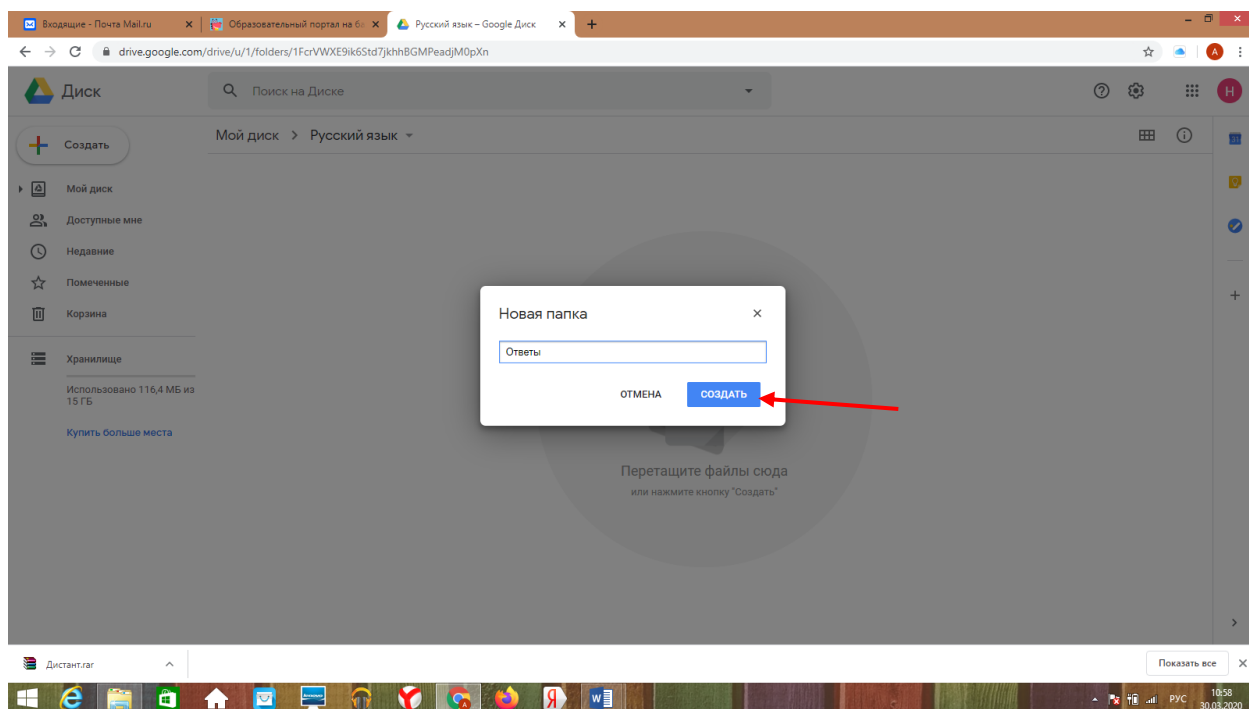 Входящие - Почта Mail.ru
Образовательный портал на ба
Русский язык – Google Диск
drive.google.com/drive/u/1/folders/1FcrVWXE9ik6Std7jkhhBGMPeadjM0pXn
A
Диск
Поиск на Диске
H
Создать
Мой диск > Русский язык
Мой диск
Доступные мне
Недавние
Помеченные
Корзина
Хранилище
Использовано 116,4 МБ из
15 ГБ
Купить больше места
31
Новая папка
Ответы
ОТМЕНА
СОЗДАТЬ
Перетащите файлы сюда
или нажмите кнопку "Создать"
Дистант.rar
Показать все
РУС
10:58
30.03.2020